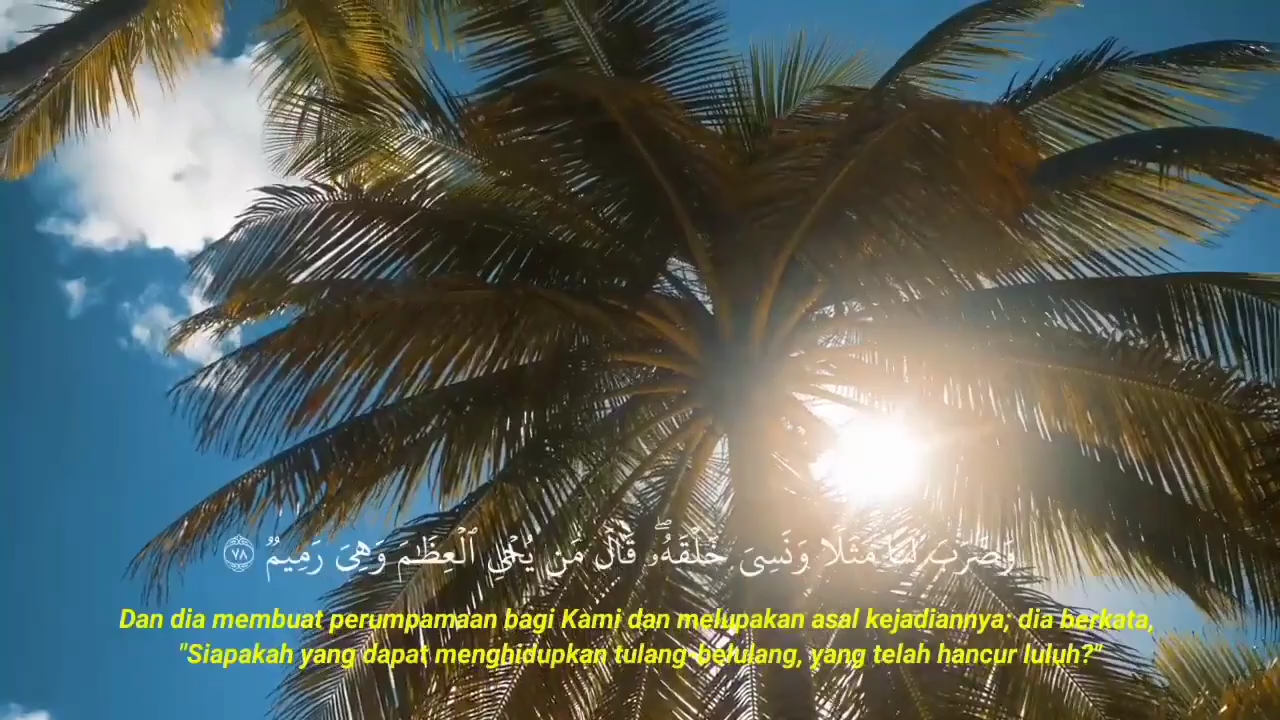 وَضَرَبَ لَنَا مَثَلًا وَنَسِيَ خَلْقَهُۥ ۖ قَالَ مَن يُحْىِ ٱلْعِظَٰمَ وَهِىَ رَمِيمٌ ٧٨
Dan dia membuat perumpamaan bagi Kami dan melupakan asal kejadiannya; dia berkata,
"Siapakah yang dapat menghidupkan tulang-belulang, yang telah hancur luluh?"